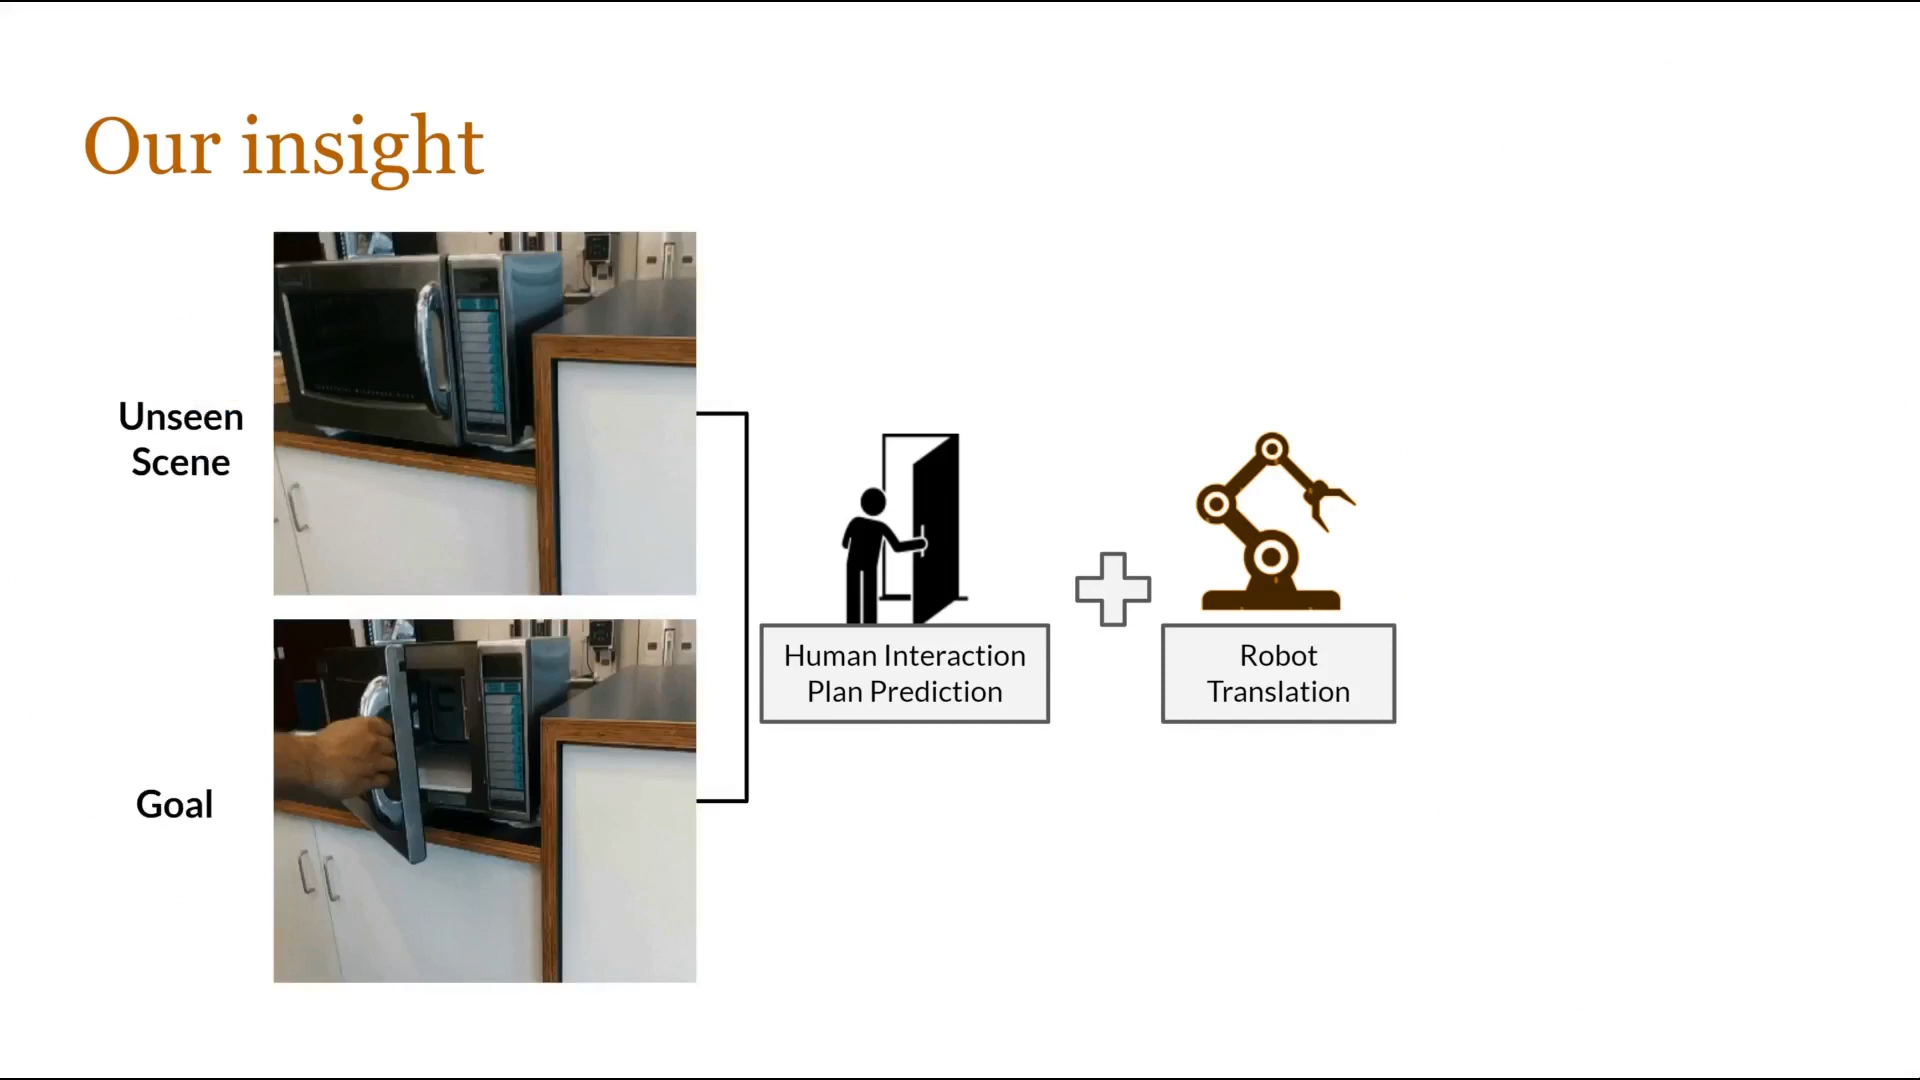 Our insight
Unseen
Scene
Goal
Human Interaction
Plan Prediction
Robot
Translation